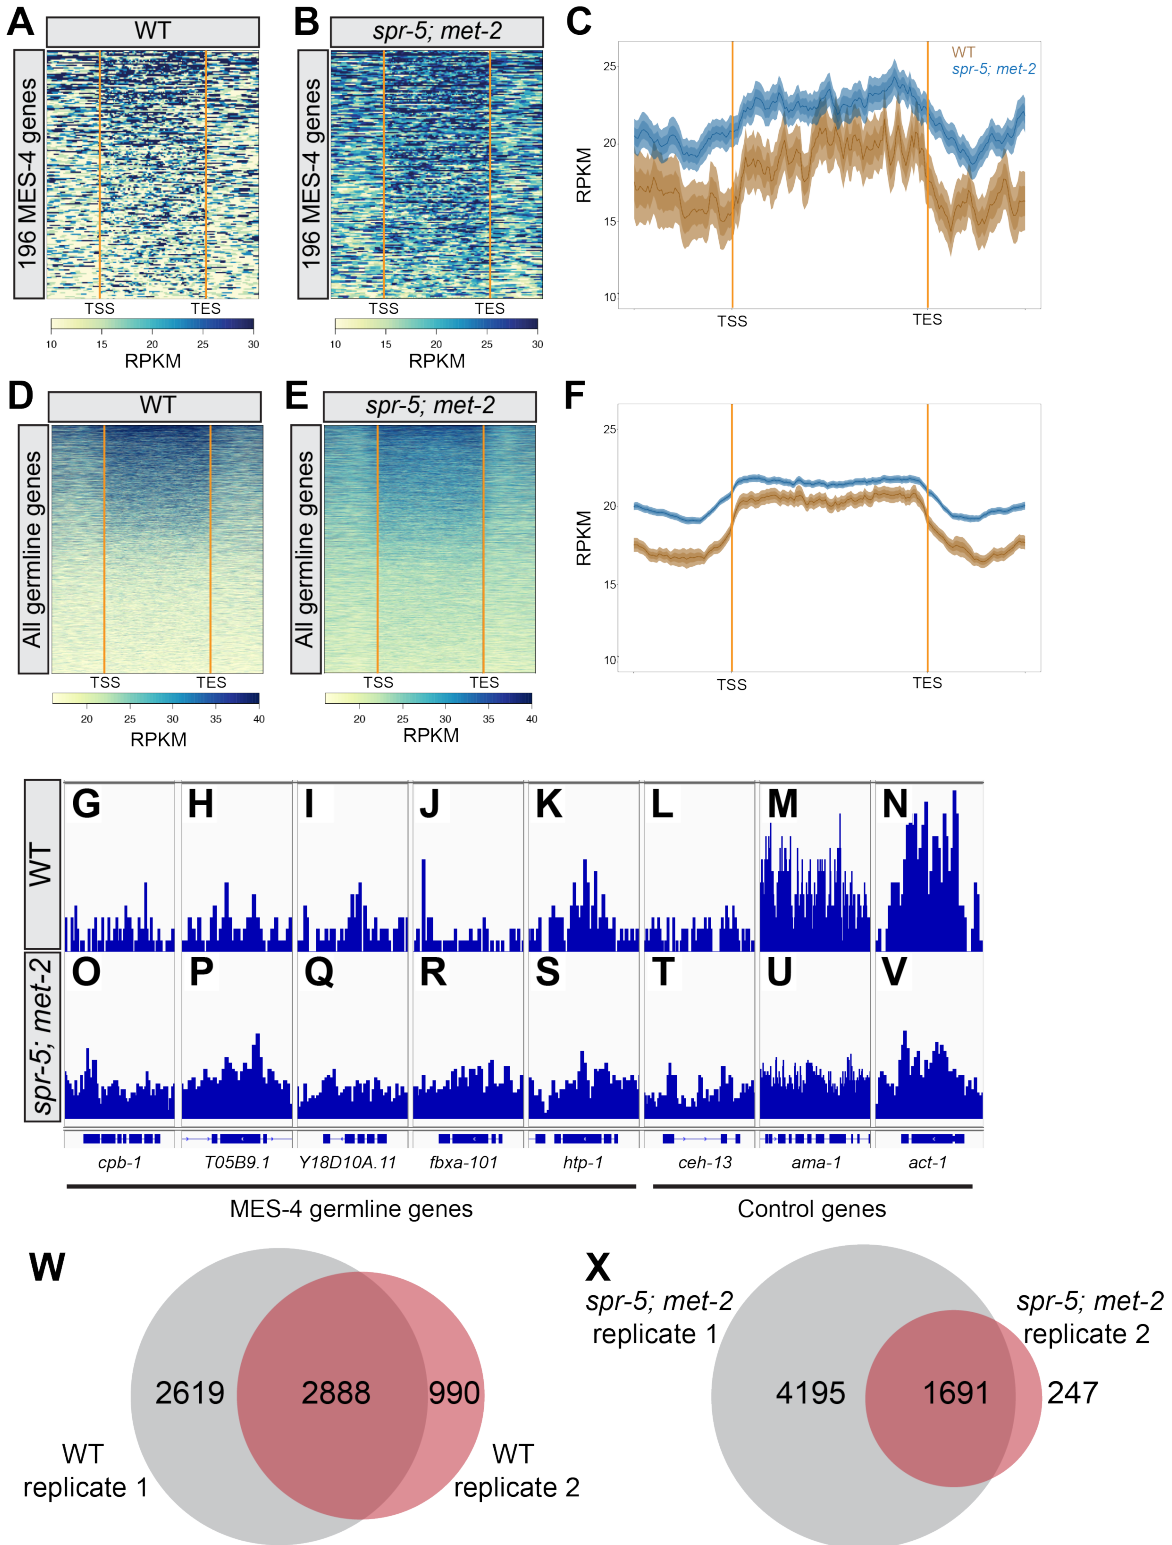 A
WT
B
spr-5; met-2
C
196 MES-4 genes
TSS
TES
10
15
20
25
30
RPKM
196 MES-4 genes
TSS
TES
10
15
20
25
30
RPKM
WT
spr-5; met-2
25
20
15
10
RPKM
TSS
TES
D
WT
E
spr-5; met-2
F
All germline genes
TSS
TES
20
25
30
35
40
RPKM
All germline genes
TSS
TES
20
25
30
35
40
RPKM
25
20
15
10
RPKM
TSS
TES
WT
G
H
I
J
K
L
M
N
spr-5; met-2
O
P
Q
R
S
T
U
V
cpb-1
T05B9.1
Y18D10A.11
fbxa-101
htp-1
ceh-13
ama-1
act-1
MES-4 germline genes
Control genes
W
2619
2888
990
WT
replicate 1
WT
replicate 2
X
spr-5; met-2
replicate 1
spr-5; met-2
replicate 2
4195
1691
247